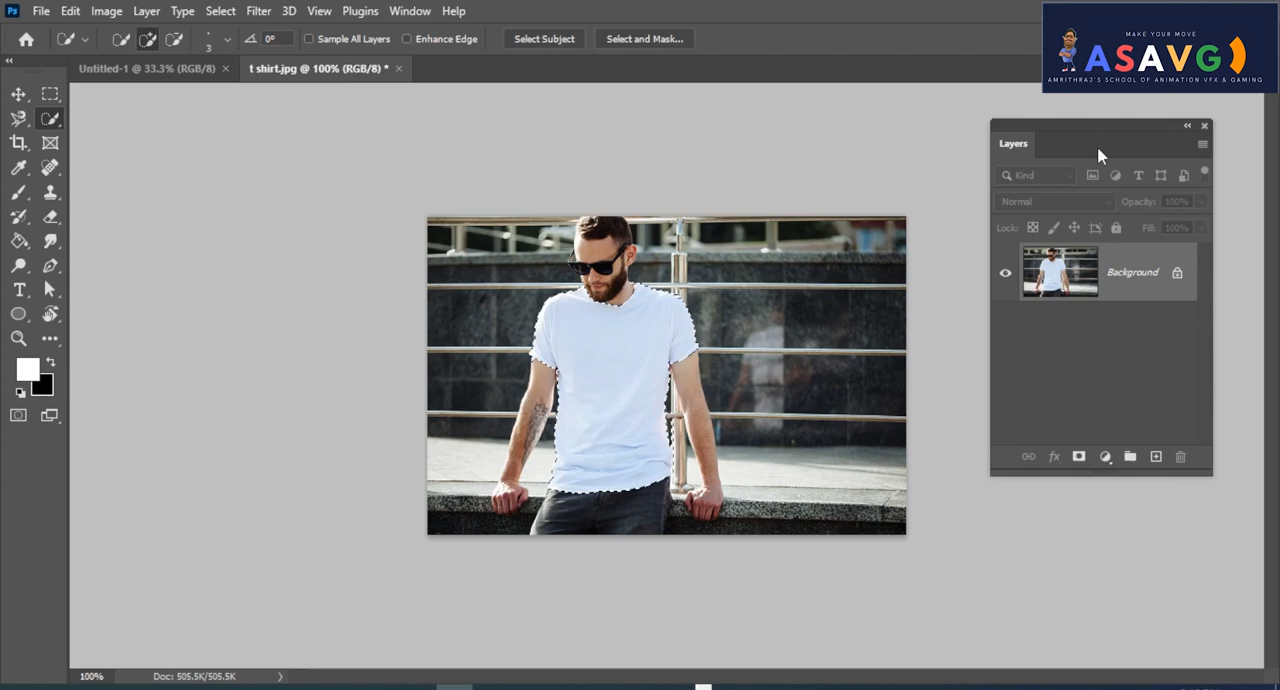 Ps File Edit Image Layer Type Select Filter 3D View Plugins Window Help
3 0° Sample All Layers Enhance Edge Select Subject Select and Mask...
MAKE YOUR MOVE
ASAVG
AMRITHRAJ'S SCHOOL OF ANIMATION VFX & GAMING
Untitled-1 @ 33.3% (RGB/8) × t shirt.jpg @ 100% (RGB/8) * ×
Layers
Kind
Normal Opacity: 100%
Lock: Fill: 100%
Background
fx
100% Doc: 505.5K/505.5K